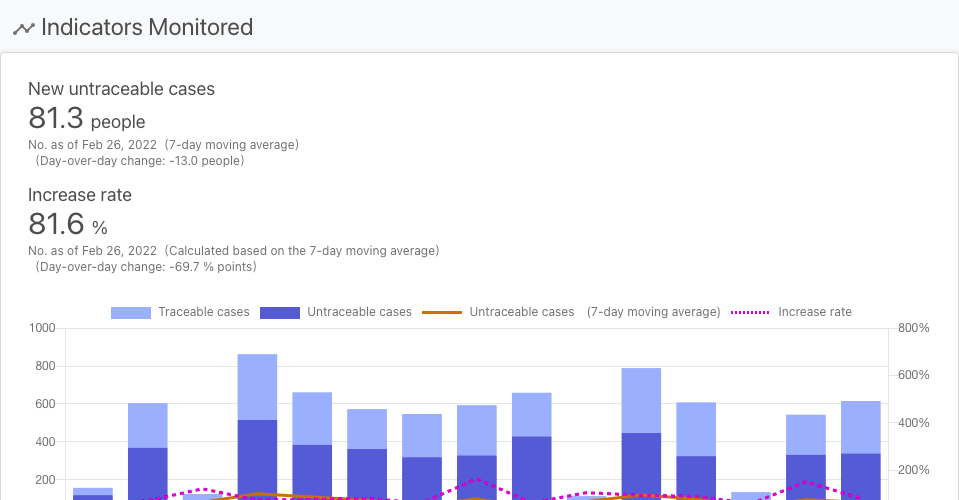 Indicators Monitored
New untraceable cases
81.3 people
No. as of Feb 26, 2022 (7-day moving average)
(Day-over-day change: -13.0 people)
Increase rate
81.6 %
No. as of Feb 26, 2022 (Calculated based on the 7-day moving average)
(Day-over-day change: -69.7 % points)
Traceable cases Untraceable cases Untraceable cases (7-day moving average) Increase rate
1000 800%
800
600%
600
400%
400
200%
200